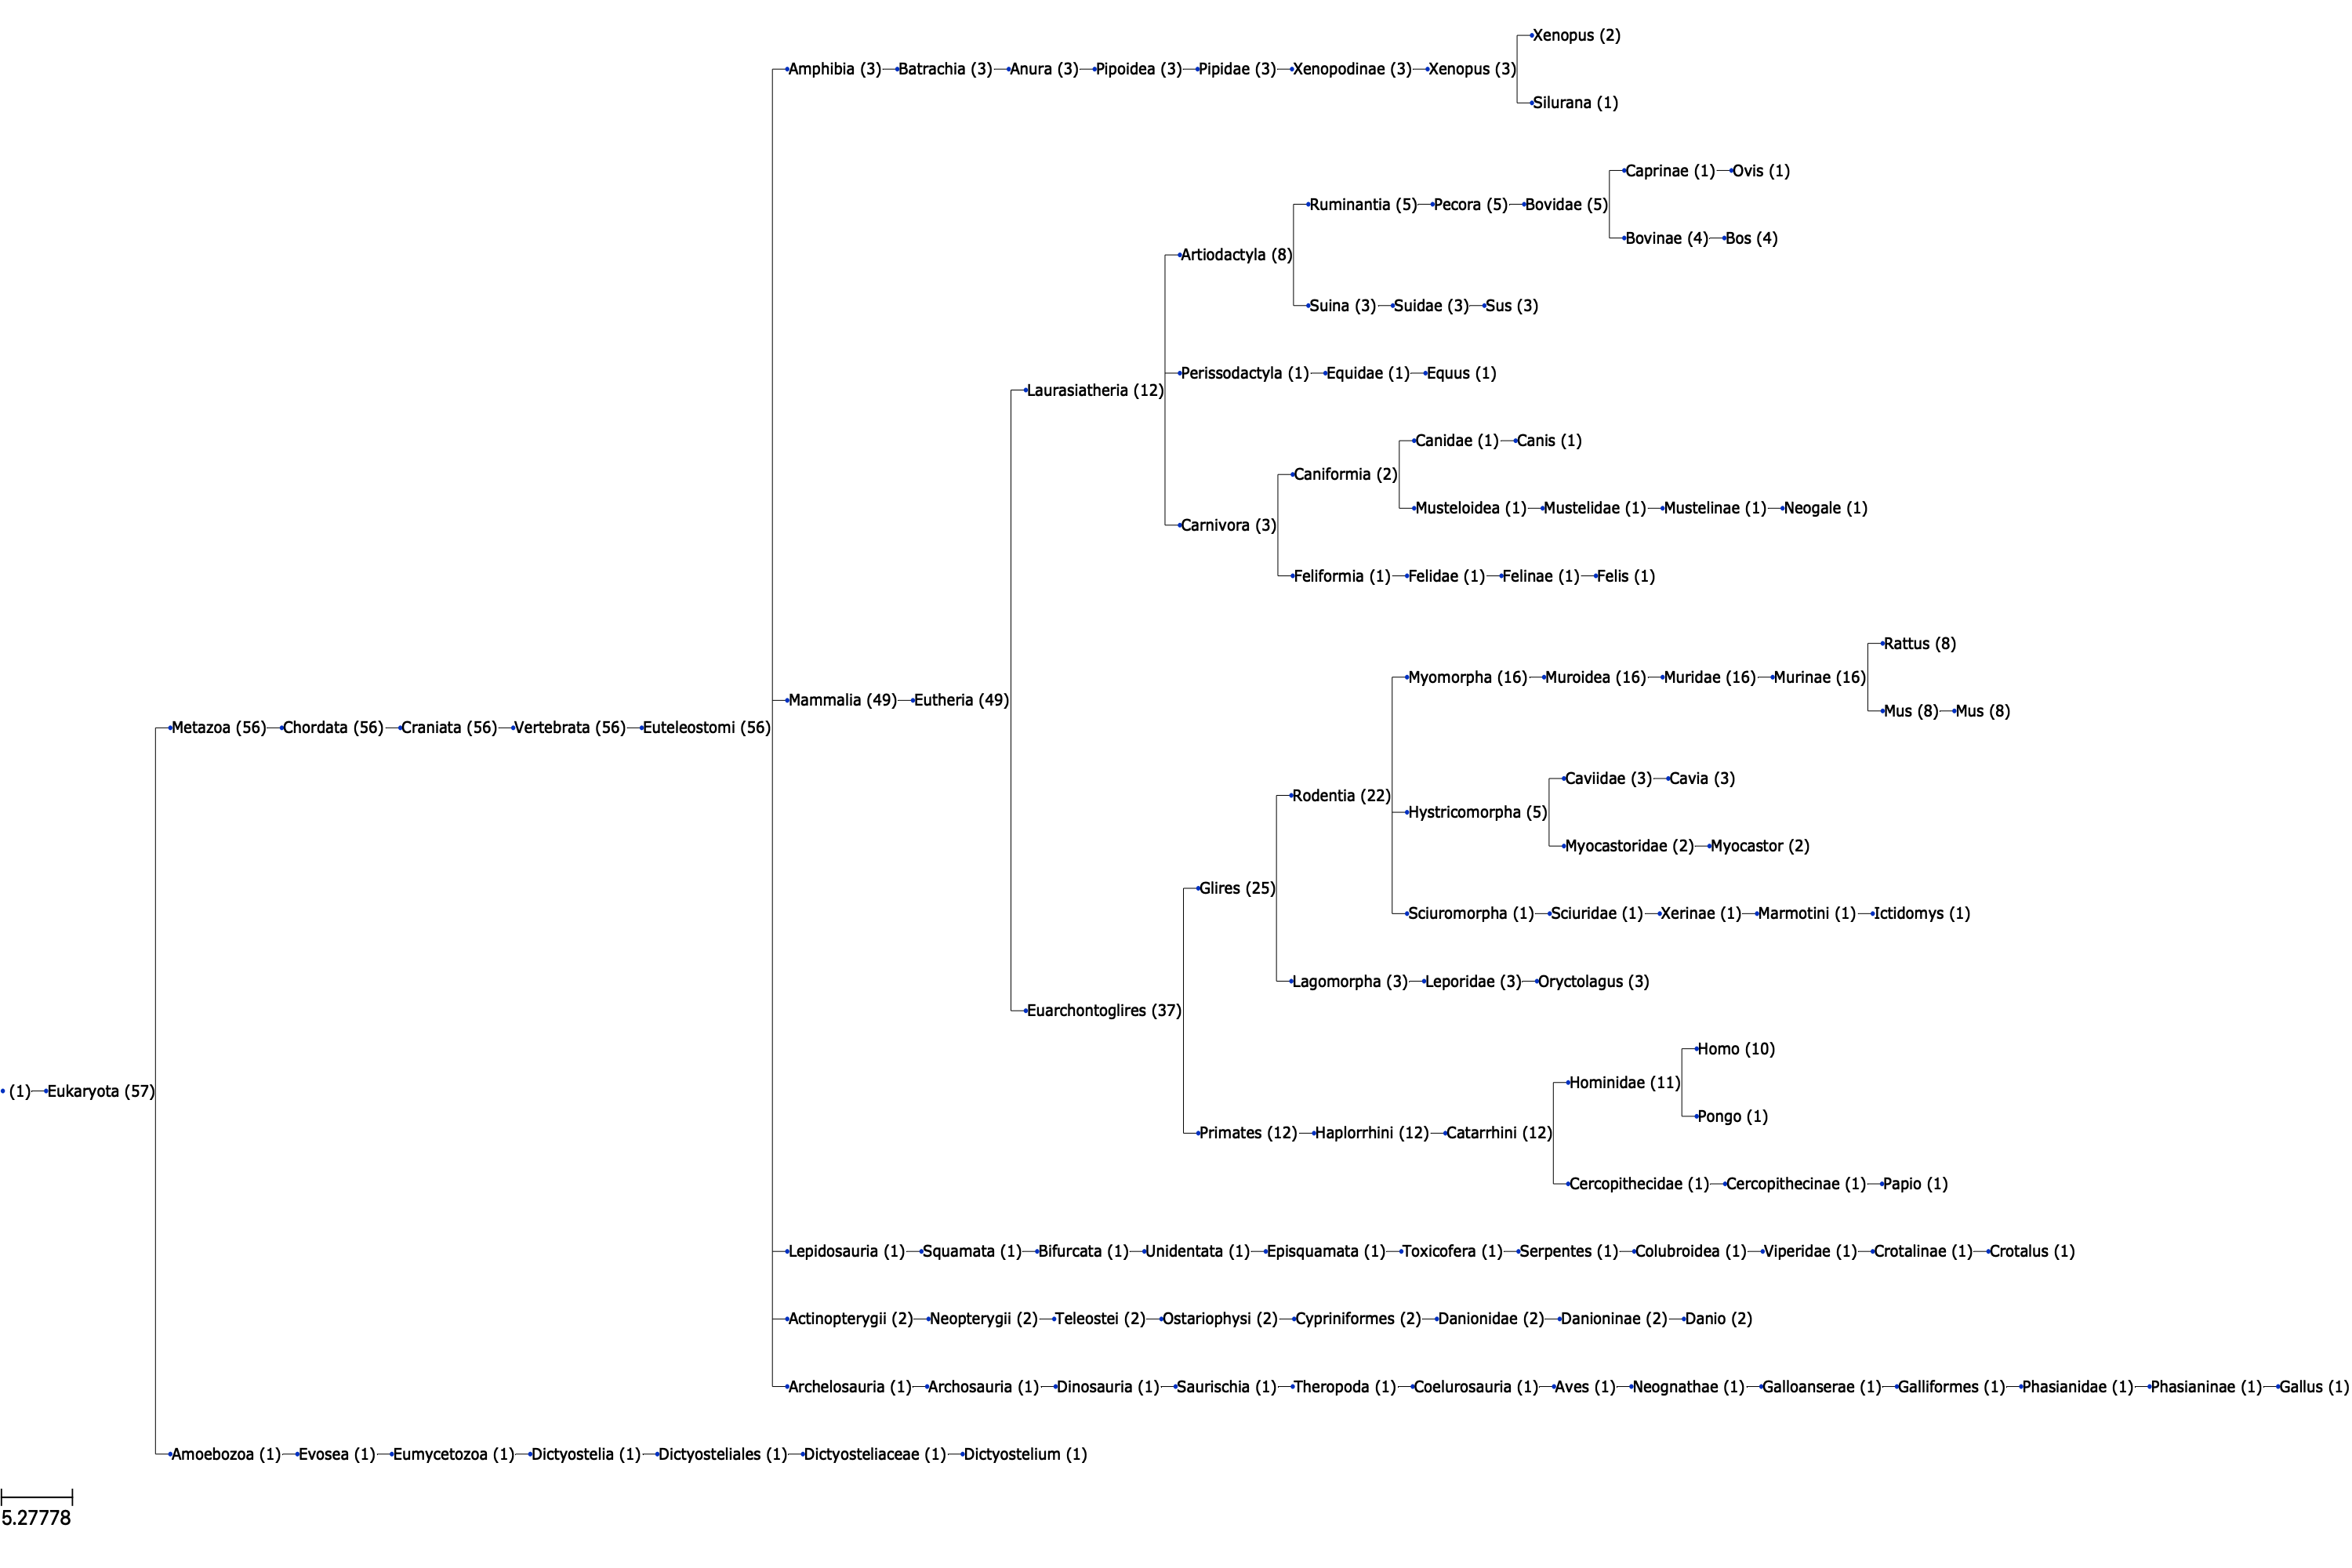 Xenopus (2)
Amphibia (3) Batrachia (3) Anura (3) Pipoidea (3) Pipidae (3) Xenopodinae (3) Xenopus (3)
Silurana (1)
Caprinae (1) Ovis (1)
Ruminantia (5) Pecora (5) Bovidae (5)
Bovinae (4) Bos (4)
Artiodactyla (8)
Suina (3) Suidae (3) Sus (3)
Perissodactyla (1) Equidae (1) Equus (1)
Laurasiatheria (12)
Canidae (1) Canis (1)
Caniformia (2)
Musteloidea (1) Mustelidae (1) Mustelinae (1) Neogale (1)
Carnivora (3)
Feliformia (1) Felidae (1) Felinae (1) Felis (1)
Rattus (8)
Myomorpha (16) Muroidea (16) Muridae (16) Murinae (16)
Mammalia (49) Eutheria (49)
Mus (8) Mus (8)
Metazoa (56) Chordata (56) Craniata (56) Vertebrata (56) Euteleostomi (56)
Caviidae (3) Cavia (3)
Rodentia (22)
Hystricomorpha (5)
Myocastoridae (2) Myocastor (2)
Glires (25)
Sciuromorpha (1) Sciuridae (1) Xerinae (1) Marmotini (1) Ictidomys (1)
Lagomorpha (3) Leporidae (3) Oryctolagus (3)
Euarchontoglires (37)
Homo (10)
Hominidae (11)
(1) Eukaryota (57)
Pongo (1)
Primates (12) Haplorrhini (12) Catarrhini (12)
Cercopithecidae (1) Cercopithecinae (1) Papio (1)
Lepidosauria (1) Squamata (1) Bifurcata (1) Unidentata (1) Episquamata (1) Toxicofera (1) Serpentes (1) Colubroidea (1) Viperidae (1) Crotalinae (1) Crotalus (1)
Actinopterygii (2) Neopterygii (2) Teleostei (2) Ostariophysi (2) Cypriniformes (2) Danionidae (2) Danioninae (2) Danio (2)
Archelosauria (1) Archosauria (1) Dinosauria (1) Saurischia (1) Theropoda (1) Coelurosauria (1) Aves (1) Neognathae (1) Galloanserae (1) Galliformes (1) Phasianidae (1) Phasianinae (1) Gallus (1)
Amoebozoa (1) Evosea (1) Eumycetozoa (1) Dictyostelia (1) Dictyosteliales (1) Dictyosteliaceae (1) Dictyostelium (1)
5.27778